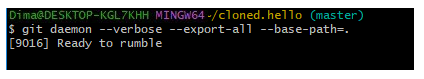 Dima@DESKTOP-KGL7KHH MINGW64 ~/cloned.hello (master)
$ git daemon --verbose --export-all --base-path=.
[9016] Ready to rumble